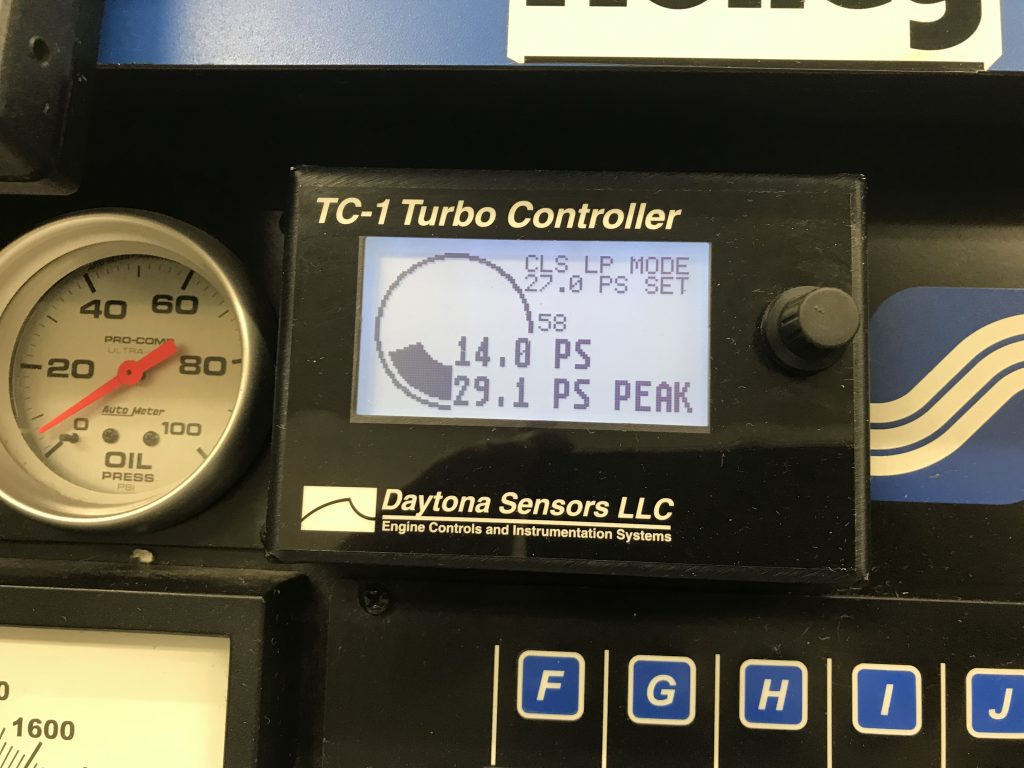 Holley
TC-1 Turbo Controller
CLS LP MODE
27.0 PS SET
58
14.0 PS
29.1 PS PEAK
Daytona Sensors LLC
Engine Controls and Instrumentation Systems
40 60
PRO-COMP
ULTRA-
20 80
Auto Meter
0 100
OIL
PRESS.
PSI
0
1600
F G H I J